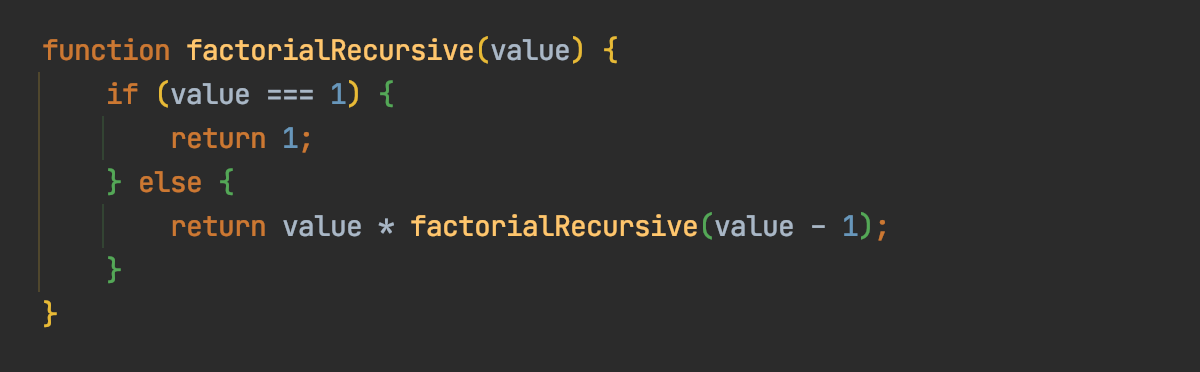 function factorialRecursive(value) {
    if (value === 1) {
        return 1;
    } else {
        return value * factorialRecursive(value - 1);
    }
}